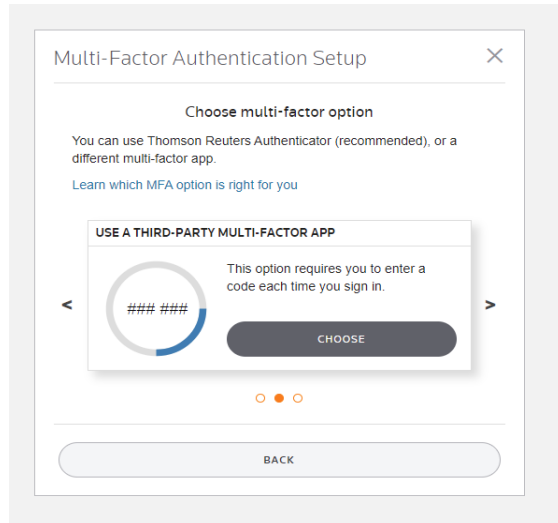 Multi-Factor Authentication Setup
Choose multi-factor option
You can use Thomson Reuters Authenticator (recommended), or a
different multi-factor app.
Learn which MFA option is right for you
USE A THIRD-PARTY MULTI-FACTOR APP
This option requires you to enter a
code each time you sign in.
### ###
CHOOSE
< >
BACK